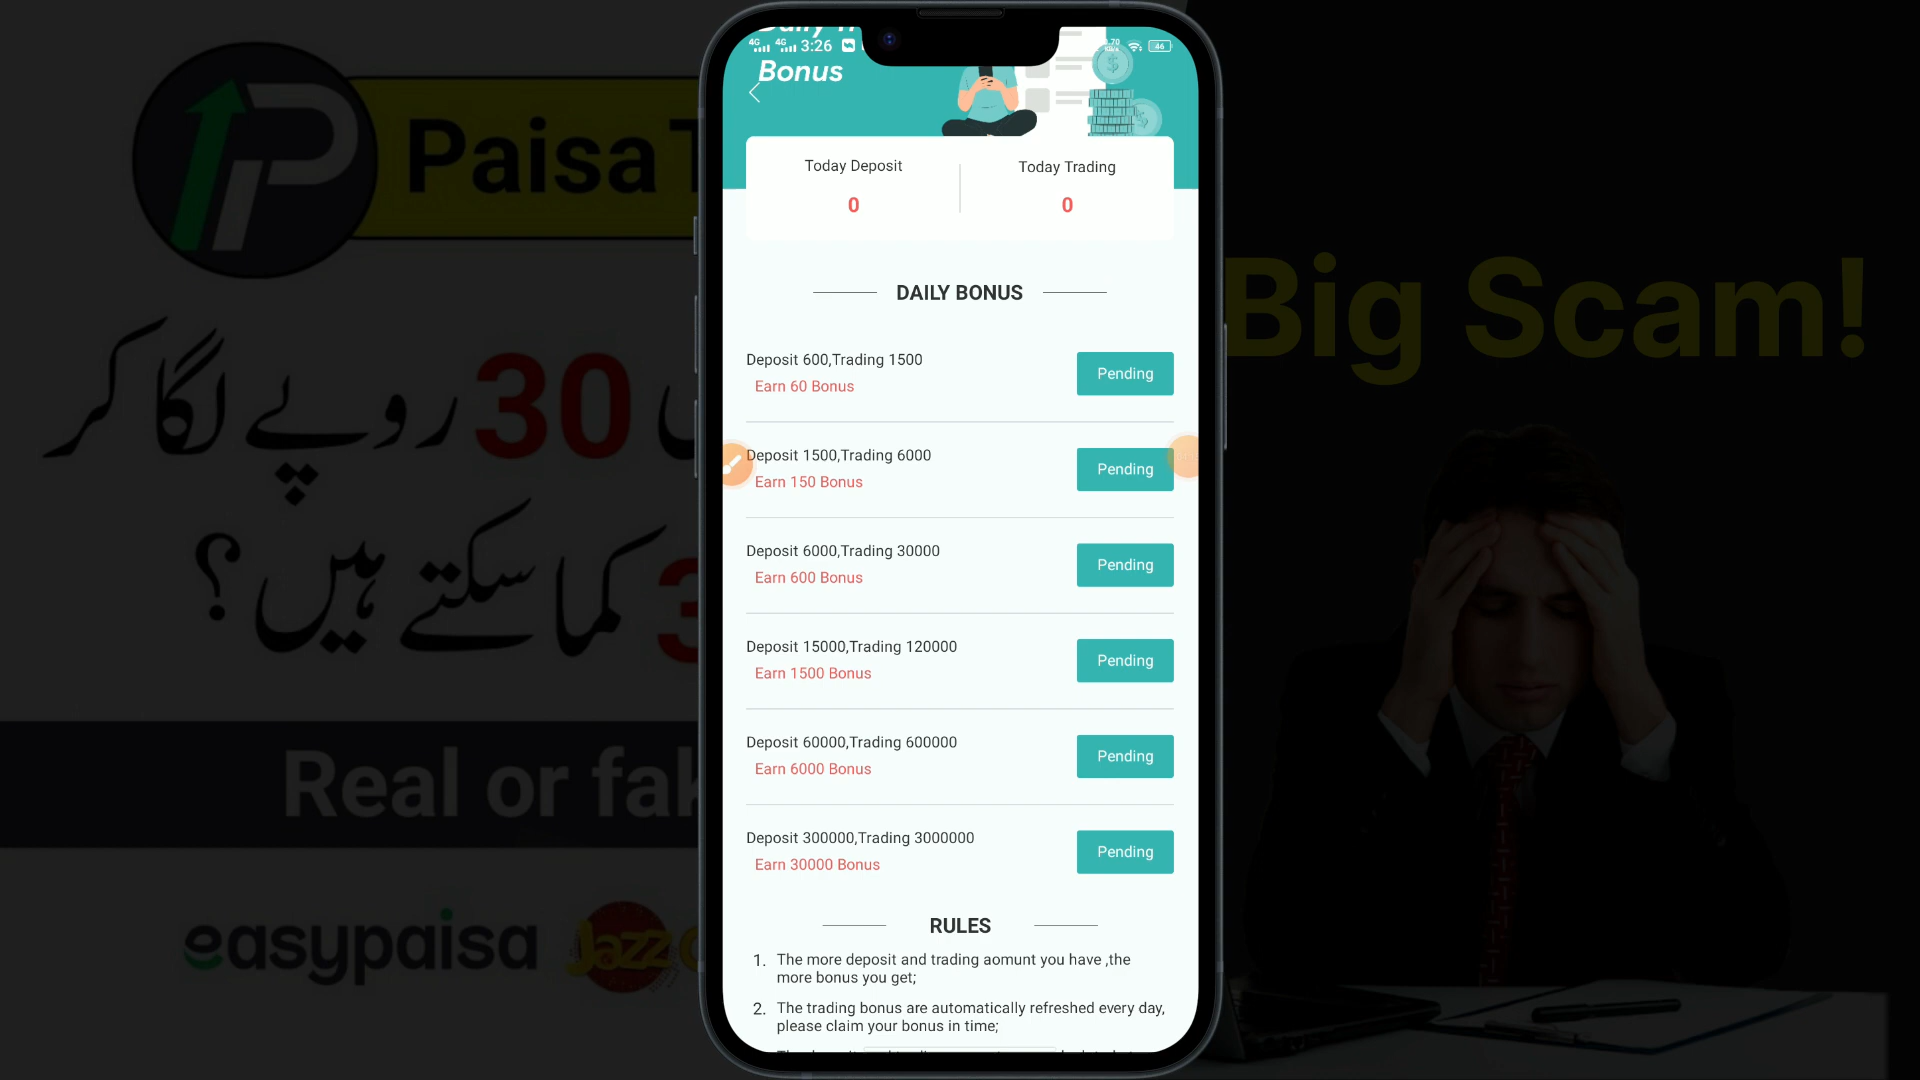 3:26
Bonus
Today Deposit
Today Trading
0
0
DAILY BONUS
Deposit 600,Trading 1500
Earn 60 Bonus
Pending
Deposit 1500,Trading 6000
Earn 150 Bonus
Pending
Deposit 6000,Trading 30000
Earn 600 Bonus
Pending
Deposit 15000,Trading 120000
Earn 1500 Bonus
Pending
Deposit 60000,Trading 600000
Earn 6000 Bonus
Pending
Deposit 300000,Trading 3000000
Earn 30000 Bonus
Pending
RULES
1. The more deposit and trading aomunt you have ,the
more bonus you get;
2. The trading bonus are automatically refreshed every day,
please claim your bonus in time;
PaisaT
30 روپے لگا کر
کما سکتے ہیں؟
Real or fak
easypaisa
Jazz
Big Scam!